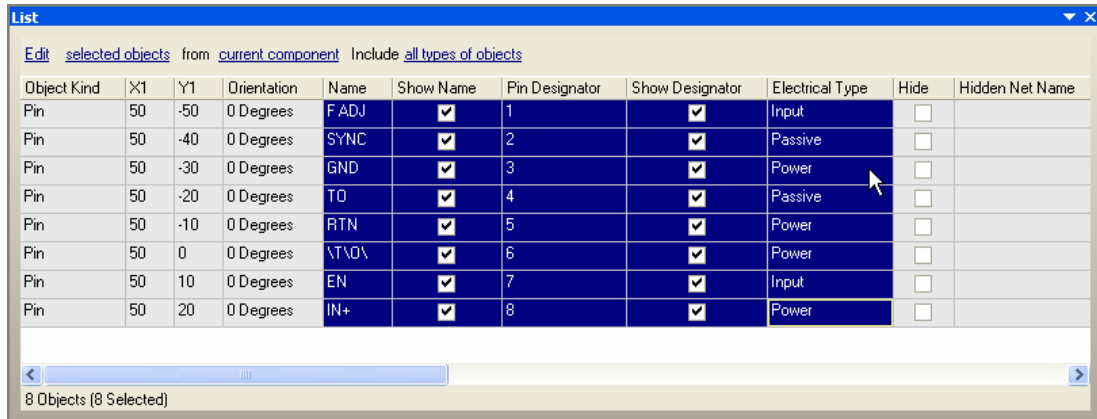 List
Edit selected objects from current component Include all types of objects
Object Kind X1 Y1 Orientation Name Show Name Pin Designator Show Designator Electrical Type Hide Hidden Net Name
Pin 50 -50 0 Degrees F ADJ 1 Input
Pin 50 -40 0 Degrees SYNC 2 Passive
Pin 50 -30 0 Degrees GND 3 Power
Pin 50 -20 0 Degrees TO 4 Passive
Pin 50 -10 0 Degrees RTN 5 Power
Pin 50 0 0 Degrees \T\O\ 6 Power
Pin 50 10 0 Degrees EN 7 Input
Pin 50 20 0 Degrees IN+ 8 Power
8 Objects (8 Selected)